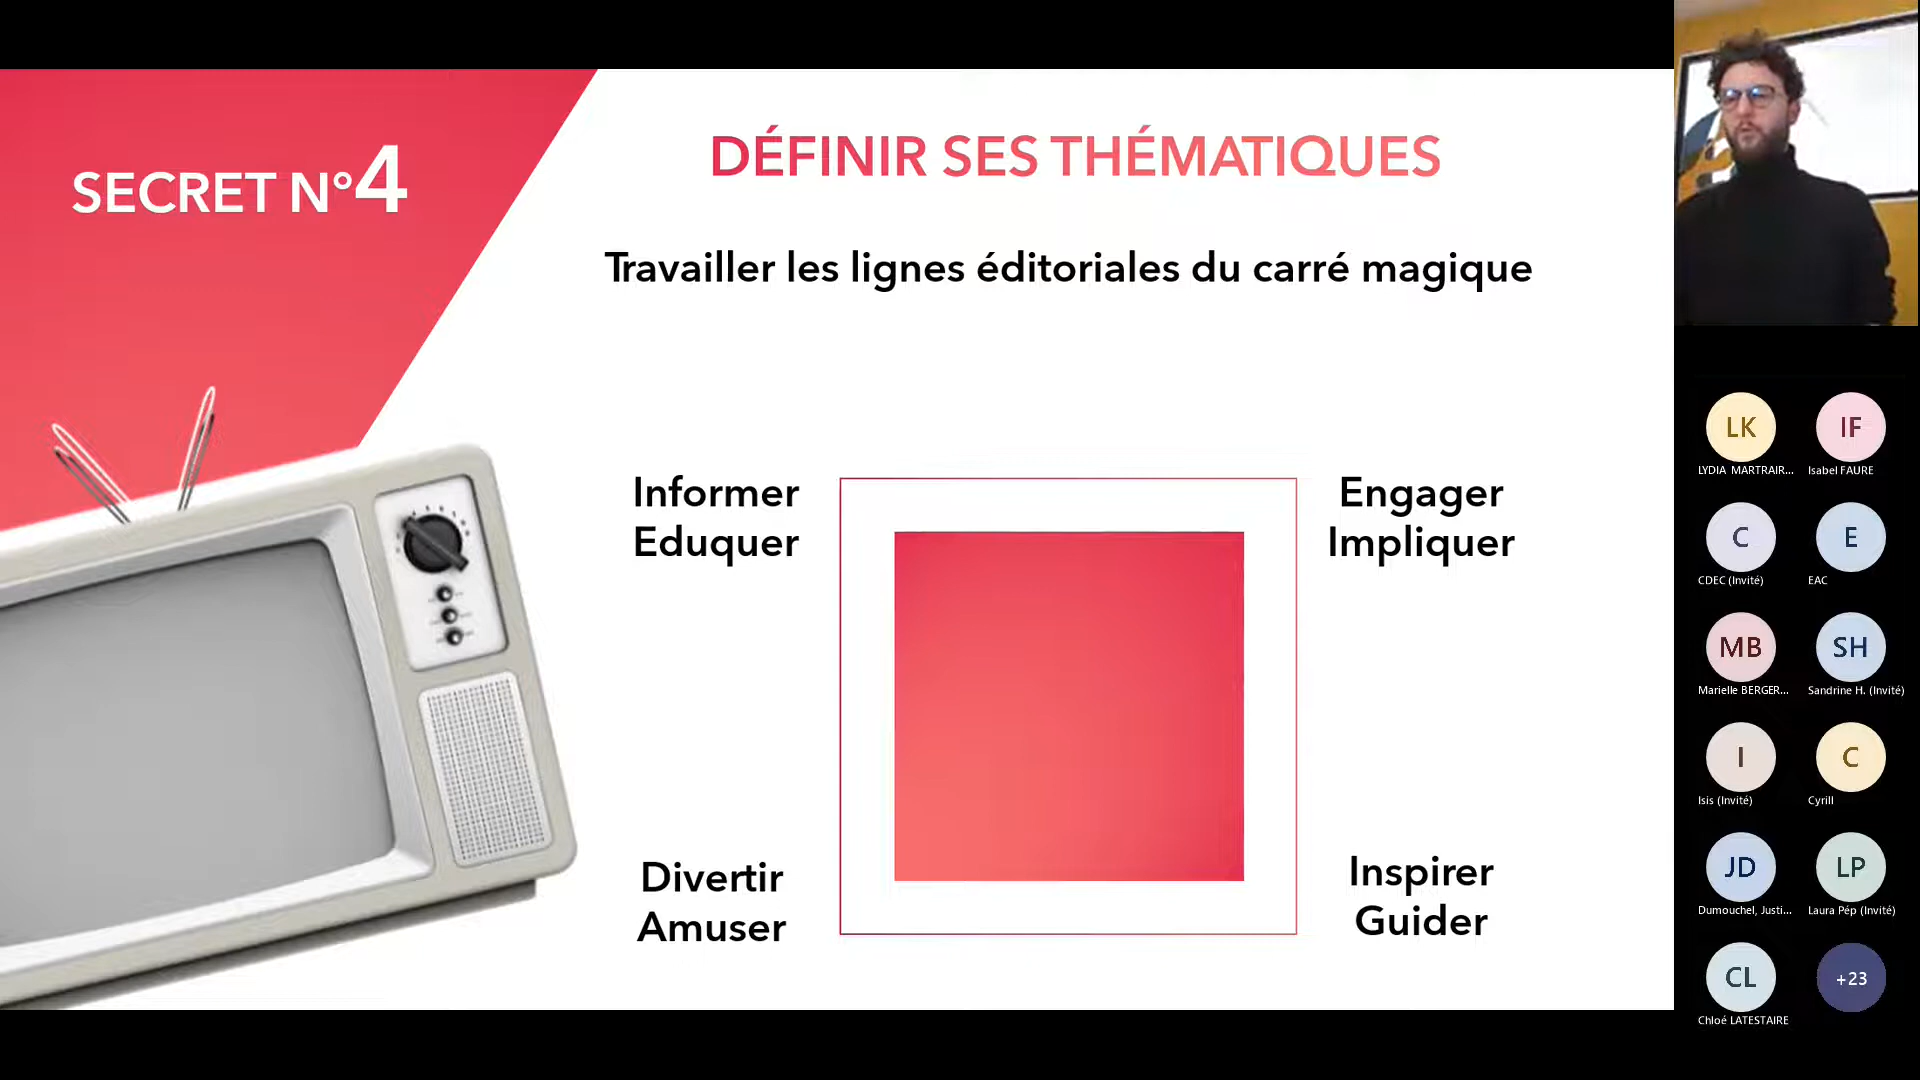 SECRET N°4
DÉFINIR SES THÉMATIQUES
Travailler les lignes éditoriales du carré magique
Informer
Eduquer
Engager
Impliquer
Divertir
Amuser
Inspirer
Guider
LK
LYDIA MARTRAIR...
IF
Isabel FAURE
C
CDEC (Invité)
E
EAC
MB
Marielle BERGER...
SH
Sandrine H. (Invité)
I
Isis (Invité)
C
Cyrill
JD
Dumouchel, Justi...
LP
Laura Pép (Invité)
CL
Chloé LATESTAIRE
+23